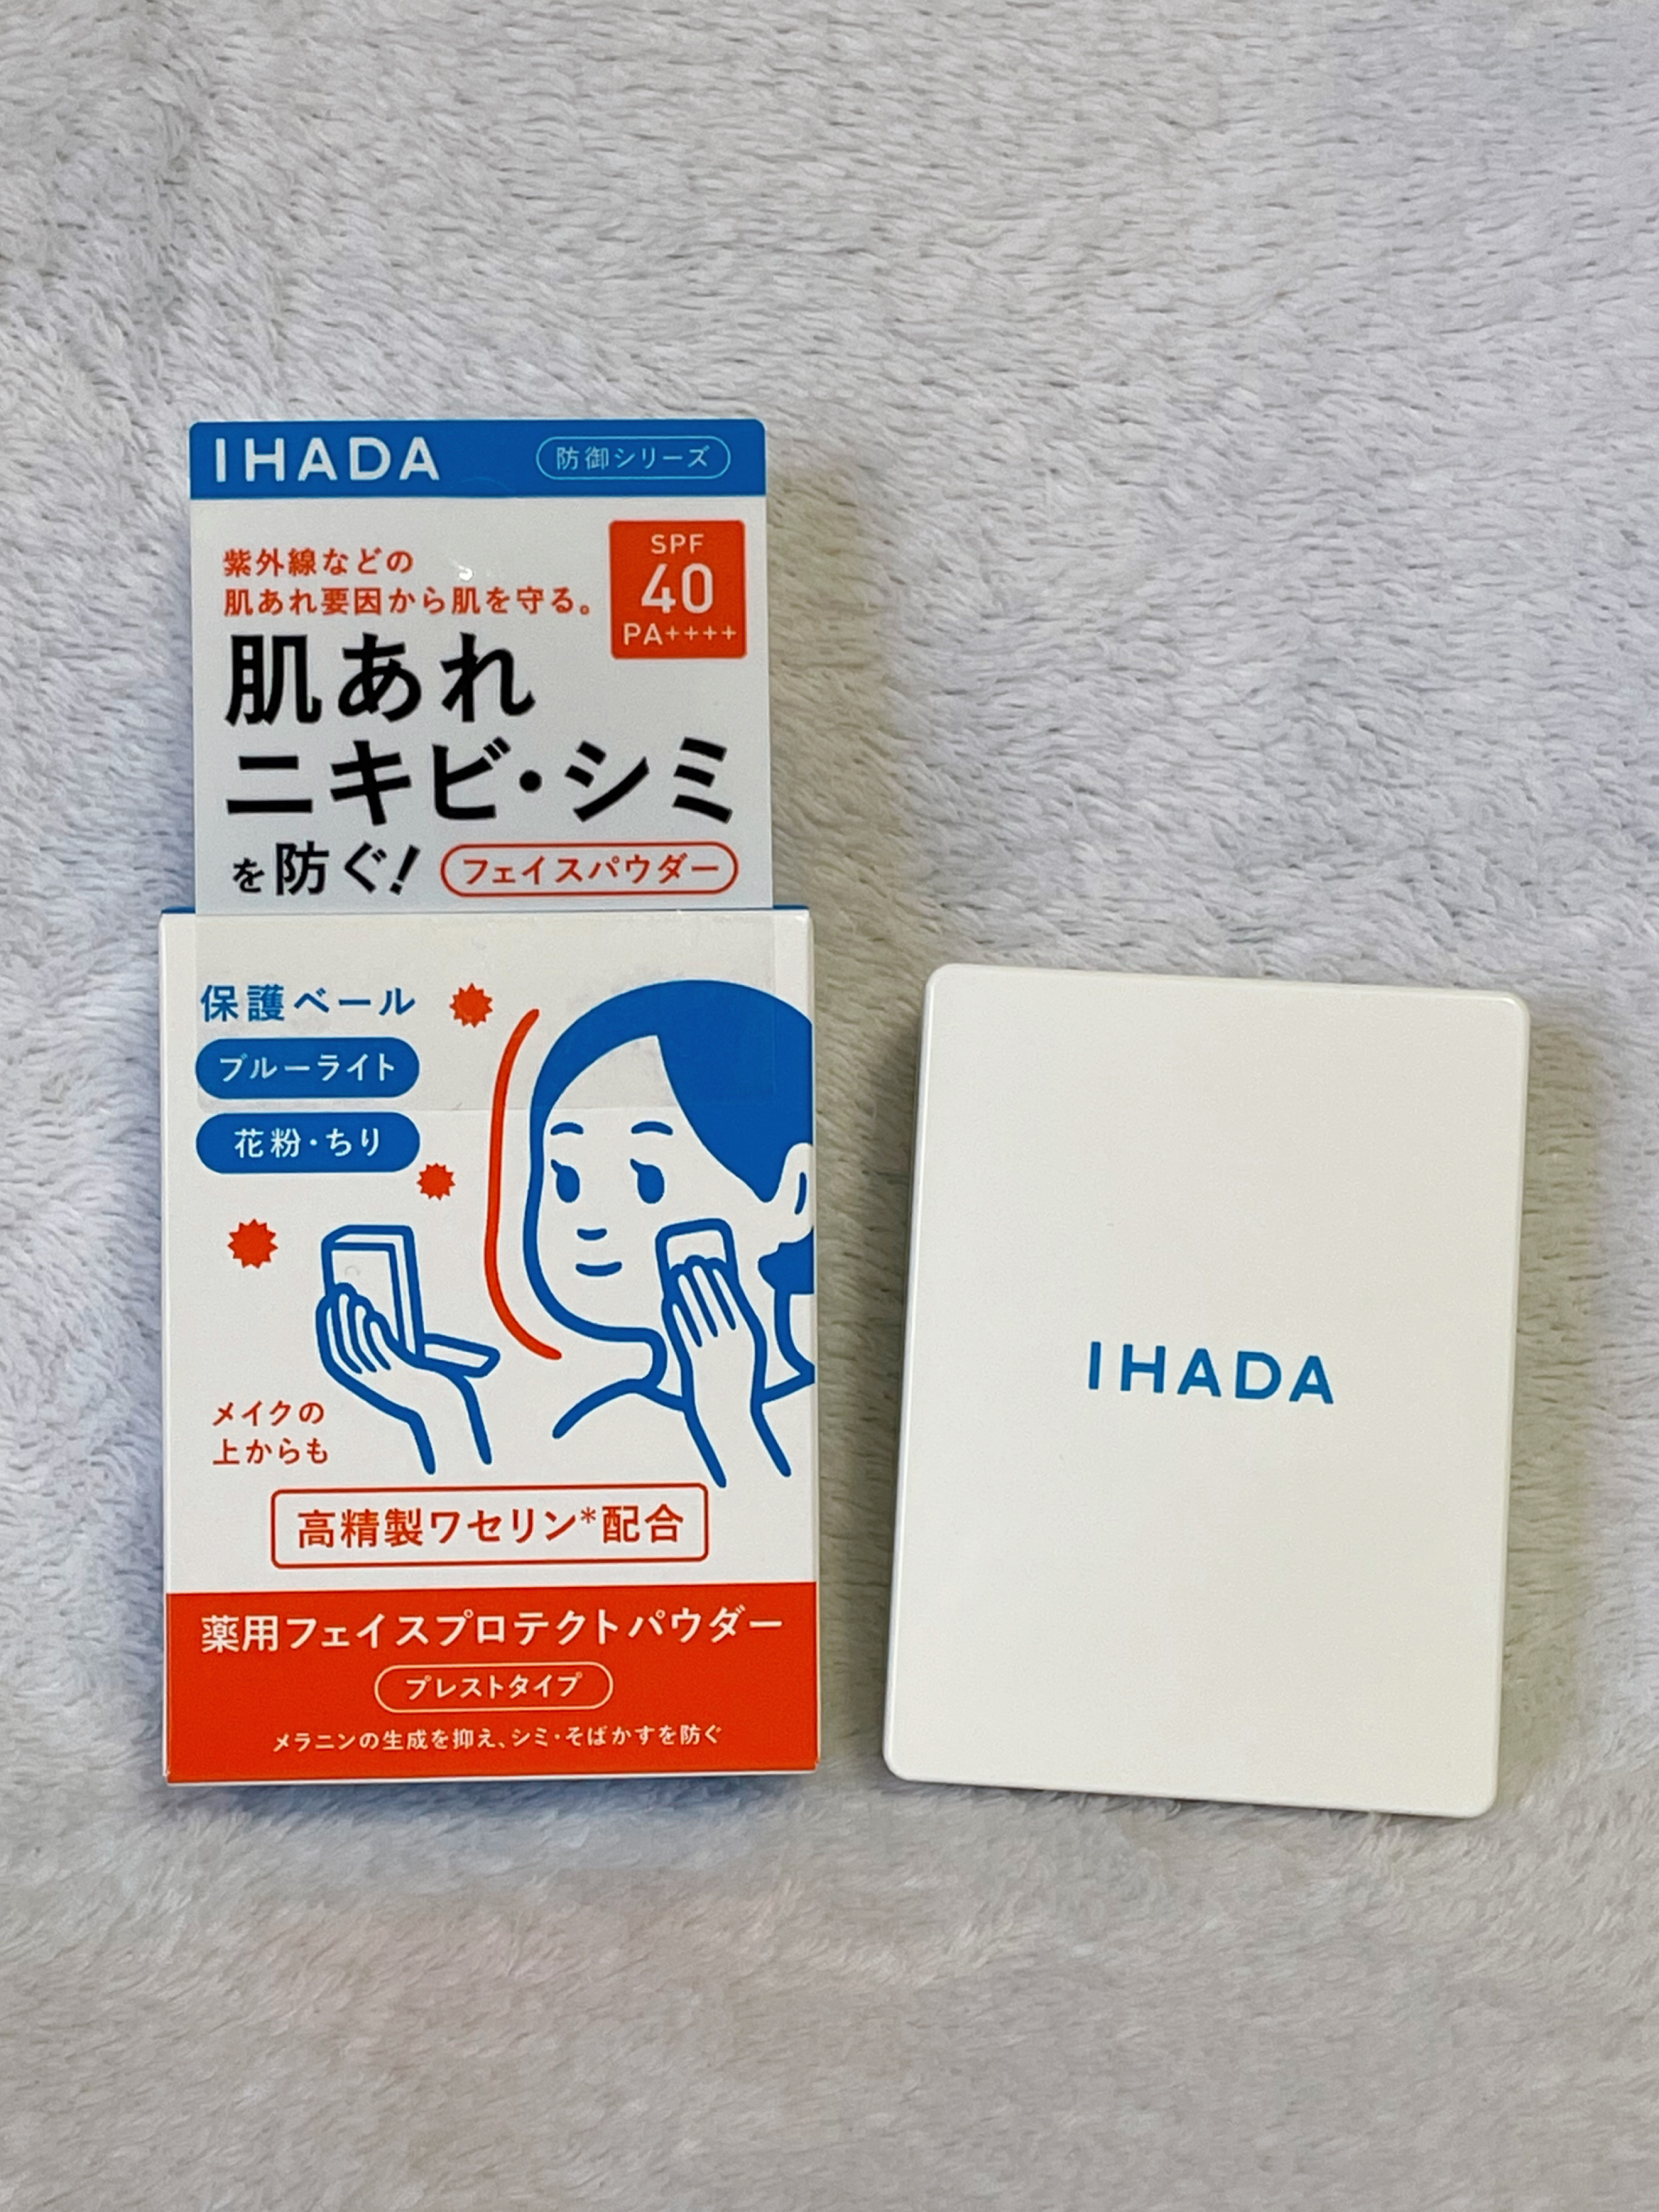 IHADA 防御シリーズ
紫外線などの
肌あれ要因から肌を守る。
SPF
40
PA++++
肌あれ
ニキビ・シミ
を防ぐ! フェイスパウダー
保護ベール
ブルーライト
花粉・ちり
メイクの
上からも
高精製ワセリン*配合
薬用フェイスプロテクトパウダー
プレストタイプ
メラニンの生成を抑え、シミ・そばかすを防ぐ
IHADA